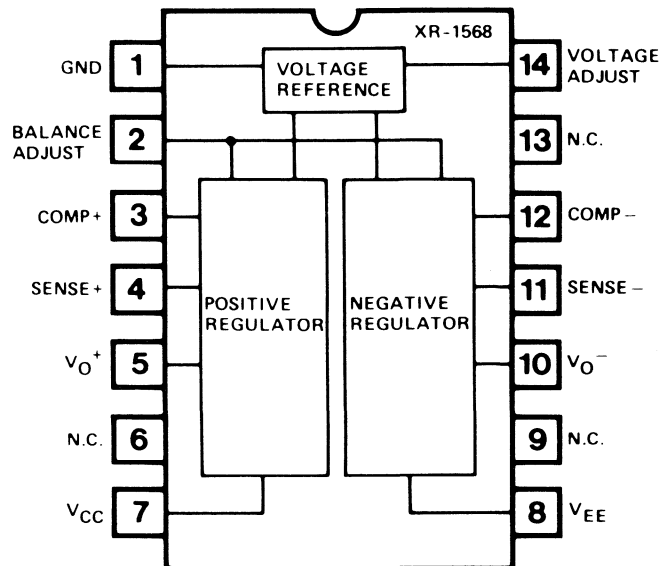 XR-1568
GND 1
VOLTAGE
REFERENCE
14 VOLTAGE
ADJUST
BALANCE
ADJUST
2
13 N.C.
COMP+ 3
12 COMP−
SENSE+ 4
11 SENSE−
POSITIVE
REGULATOR
NEGATIVE
REGULATOR
VO+ 5
10 VO−
N.C. 6
9 N.C.
VCC 7
8 VEE